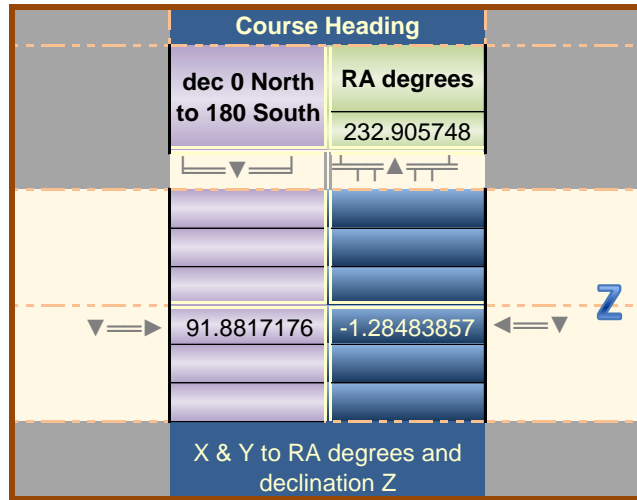 Course Heading
dec 0 North
to 180 South
RA degrees
232.905748
Z
91.8817176
-1.28483857
X & Y to RA degrees and
declination Z